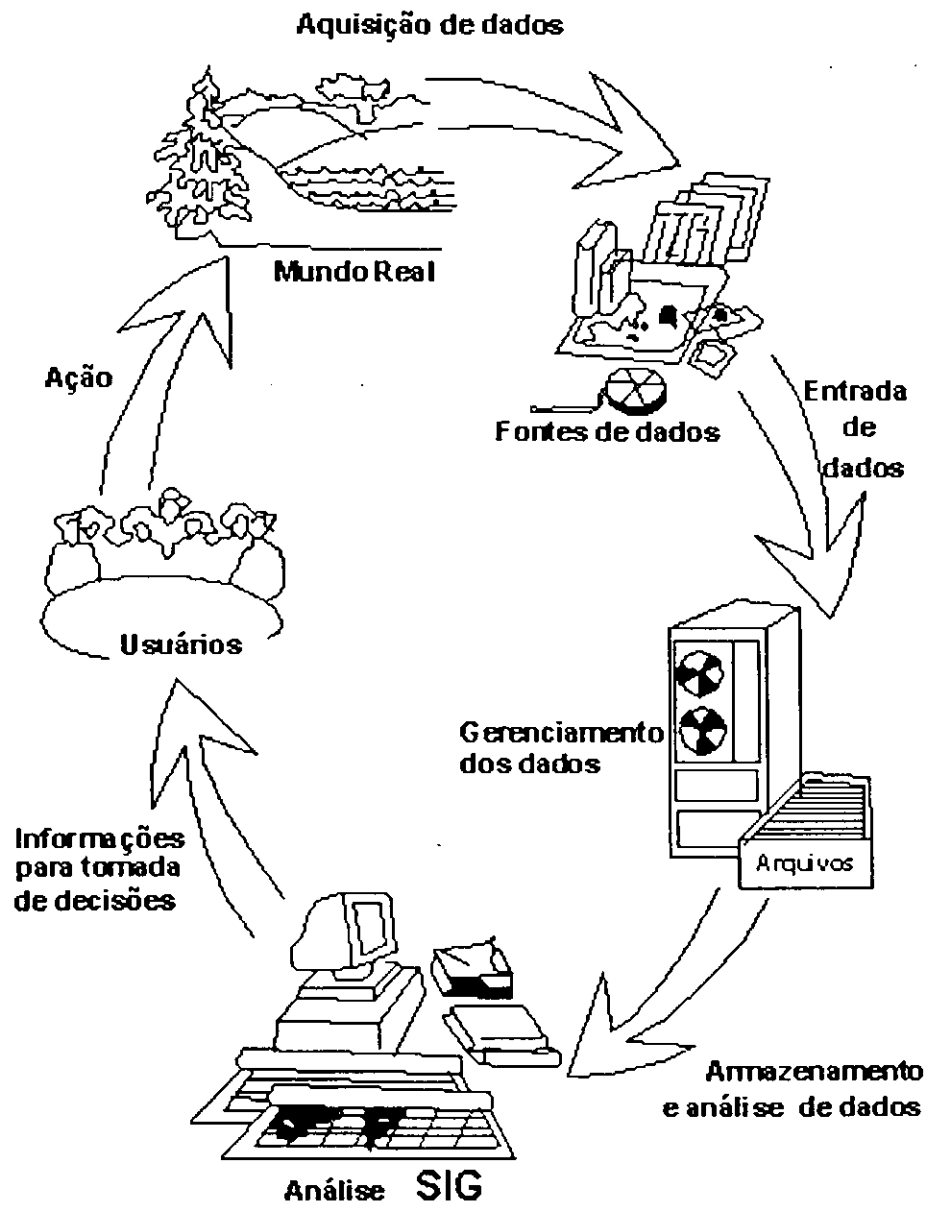 Aquisição de dados
Mundo Real
Ação
Fontes de dados
Entrada
de
dados
Usuários
Gerenciamento
dos dados
Arquivos
Informações
para tomada
de decisões
Armazenamento
e análise de dados
Análise SIG